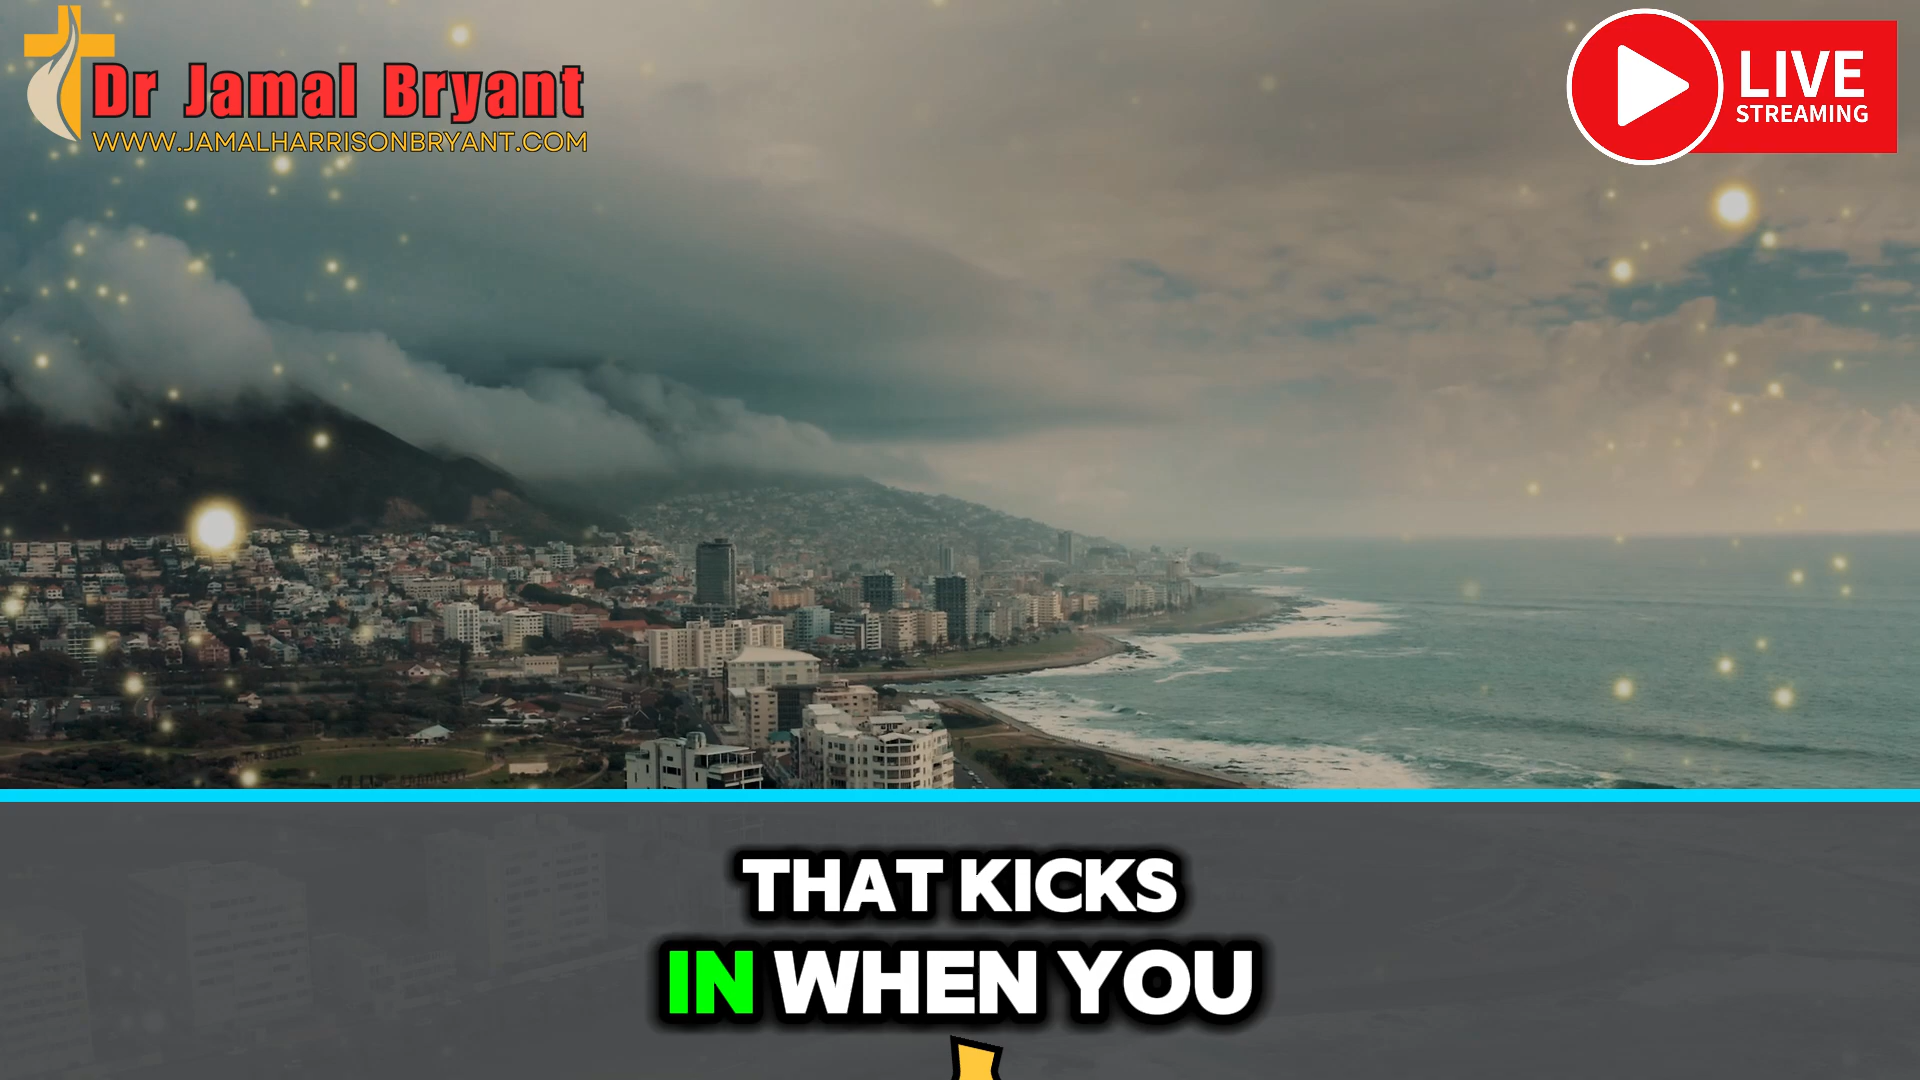 Dr Jamal Bryant
WWW.JAMALHARRISONBRYANT.COM
LIVE
STREAMING
THAT KICKS
IN WHEN YOU